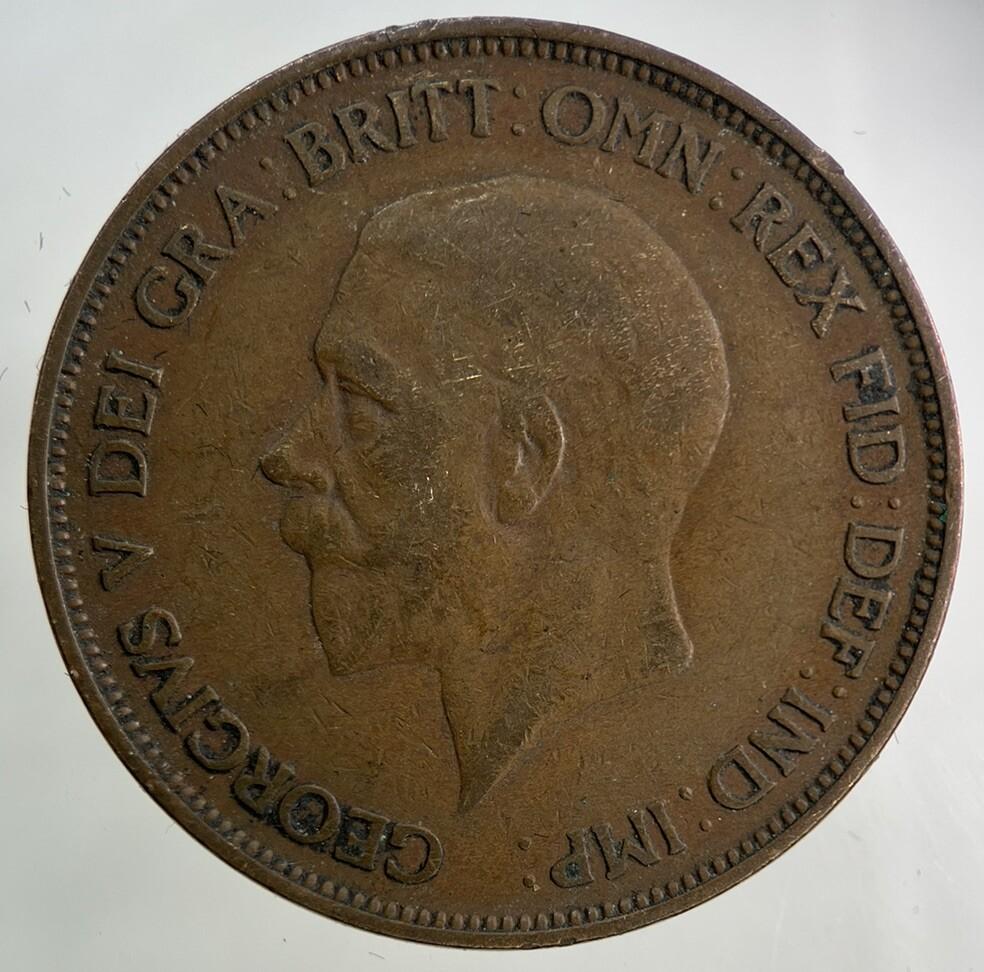 GEORGIVS V DEI GRA: BRITT: OMN: REX FID: DEF: IND: IMP: